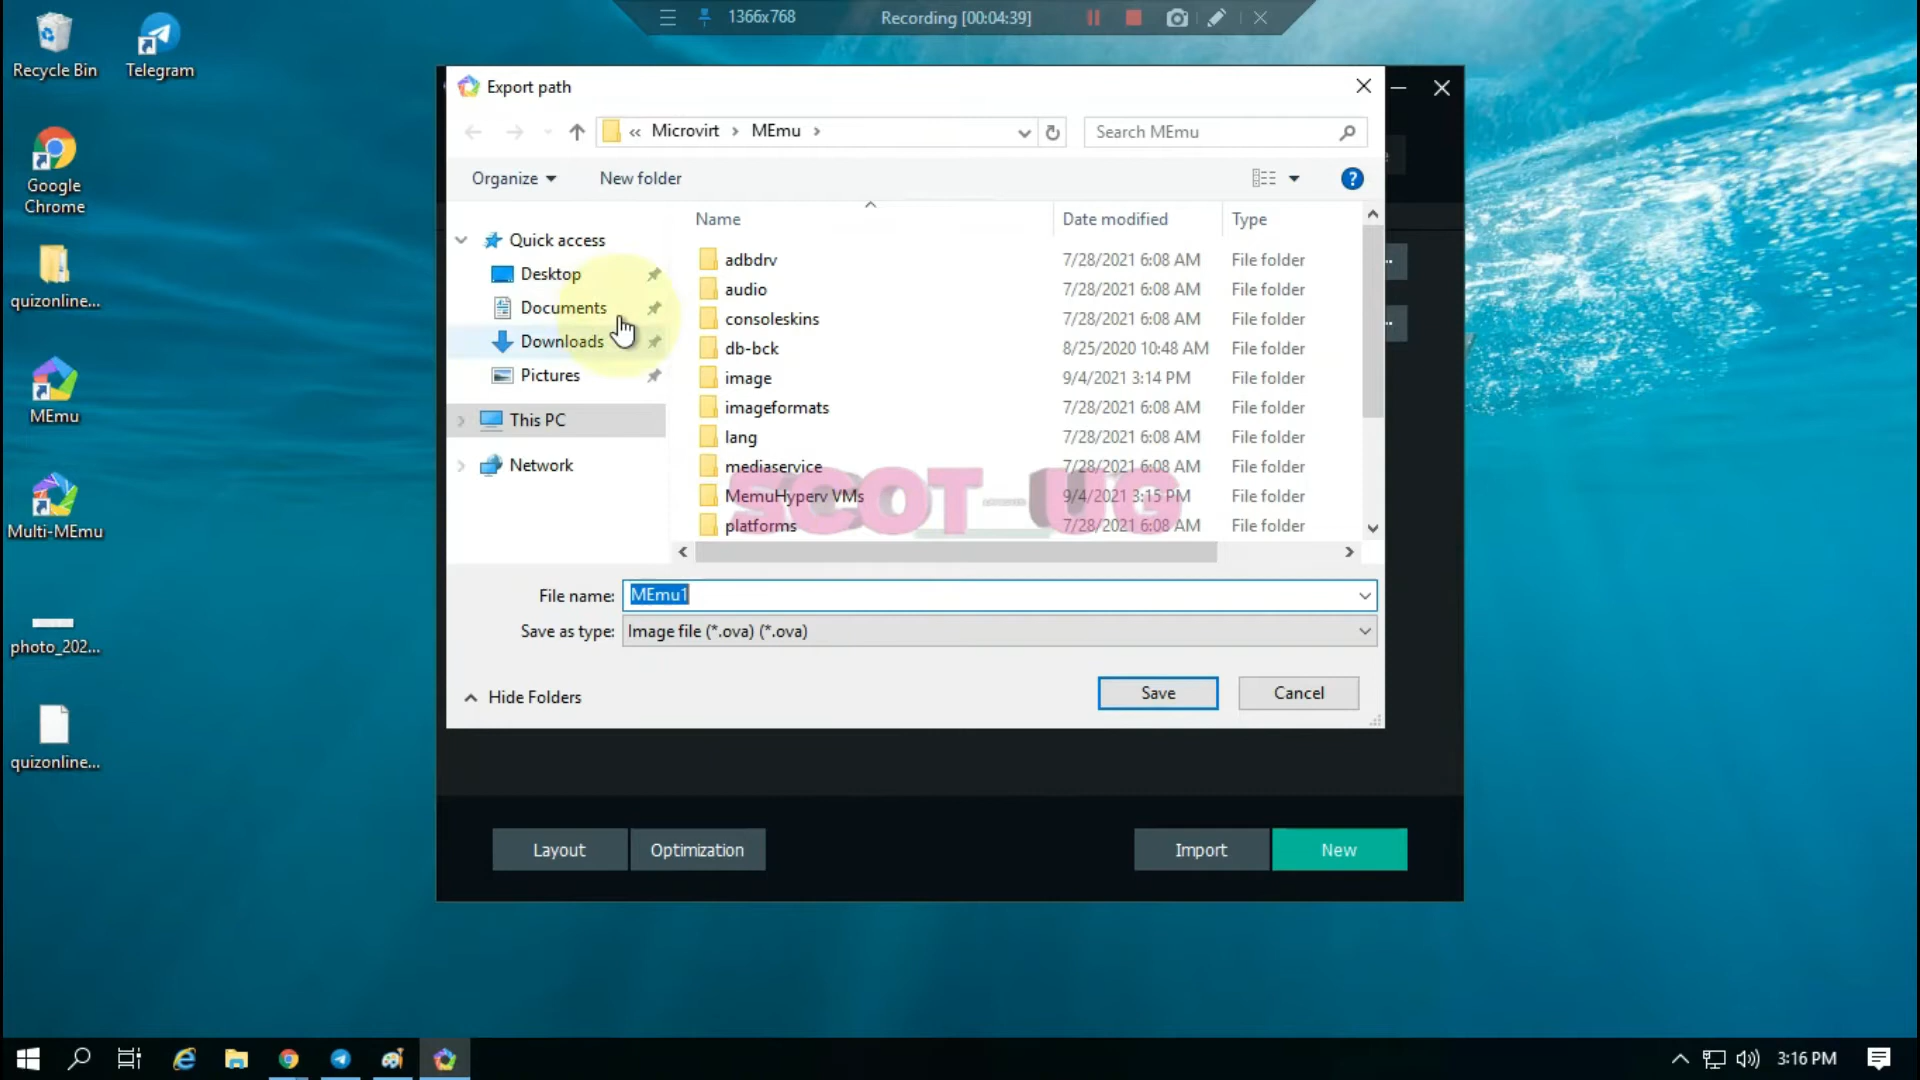 1366x768
Recording [00:04:39]
Recycle Bin
Telegram
Google
Chrome
quizonline...
MEmu
Multi-MEmu
photo_202...
quizonline...
Export path
« Microvirt › MEmu ›
Search MEmu
Organize
New folder
?
Quick access
Desktop
Documents
Downloads
Pictures
This PC
Network
Name Date modified Type
adbdrv 7/28/2021 6:08 AM File folder
audio 7/28/2021 6:08 AM File folder
consoleskins 7/28/2021 6:08 AM File folder
db-bck 8/25/2020 10:48 AM File folder
image 9/4/2021 3:14 PM File folder
imageformats 7/28/2021 6:08 AM File folder
lang 7/28/2021 6:08 AM File folder
mediaservice 7/28/2021 6:08 AM File folder
MemuHyperv VMs 9/4/2021 3:15 PM File folder
platforms 7/28/2021 6:08 AM File folder
SCOT_UG
File name: MEmu1
Save as type: Image file (*.ova) (*.ova)
Hide Folders
Save
Cancel
Layout
Optimization
Import
New
3:16 PM